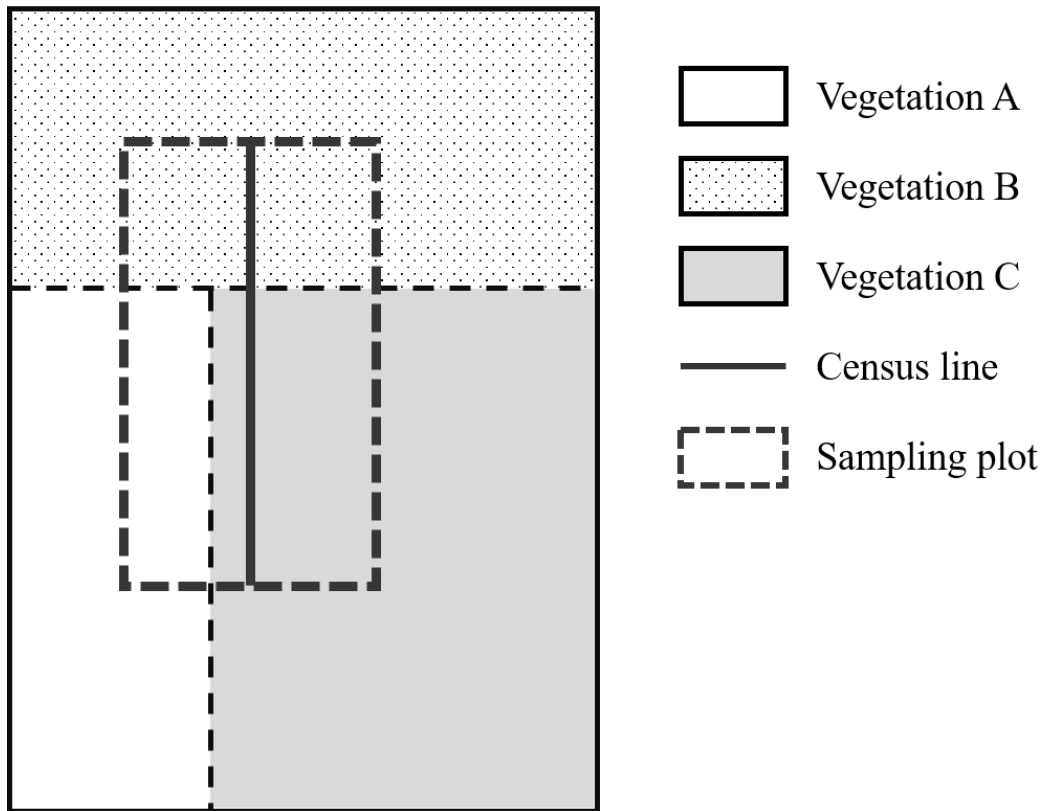 Vegetation A
Vegetation B
Vegetation C
Census line
Sampling plot